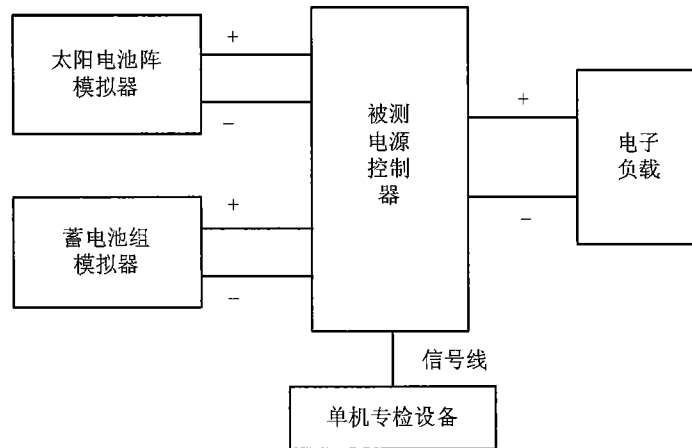 太阳电池阵
模拟器
+
−
蓄电池组
模拟器
+
−
被测
电源
控制
器
+
−
电子
负载
信号线
单机专检设备